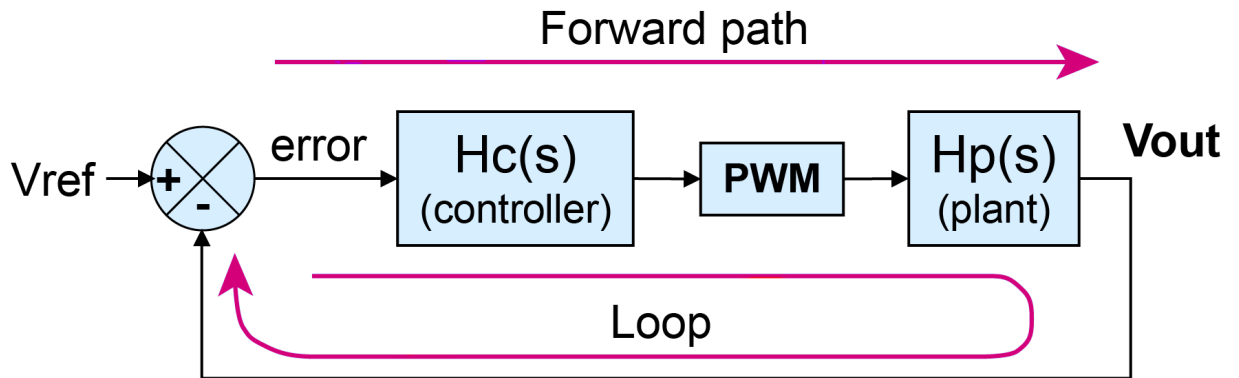 Forward path
Vref
+
-
error
Hc(s)
(controller)
PWM
Hp(s)
(plant)
Vout
Loop